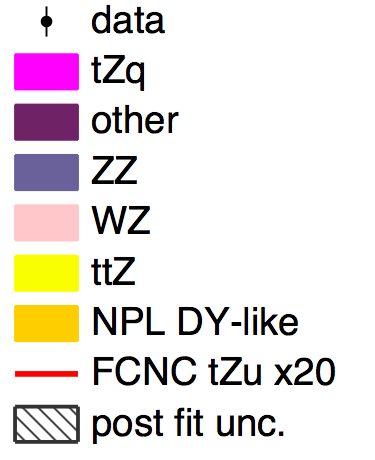 data
tZq
other
ZZ
WZ
ttZ
NPL DY-like
FCNC tZu x20
post fit unc.